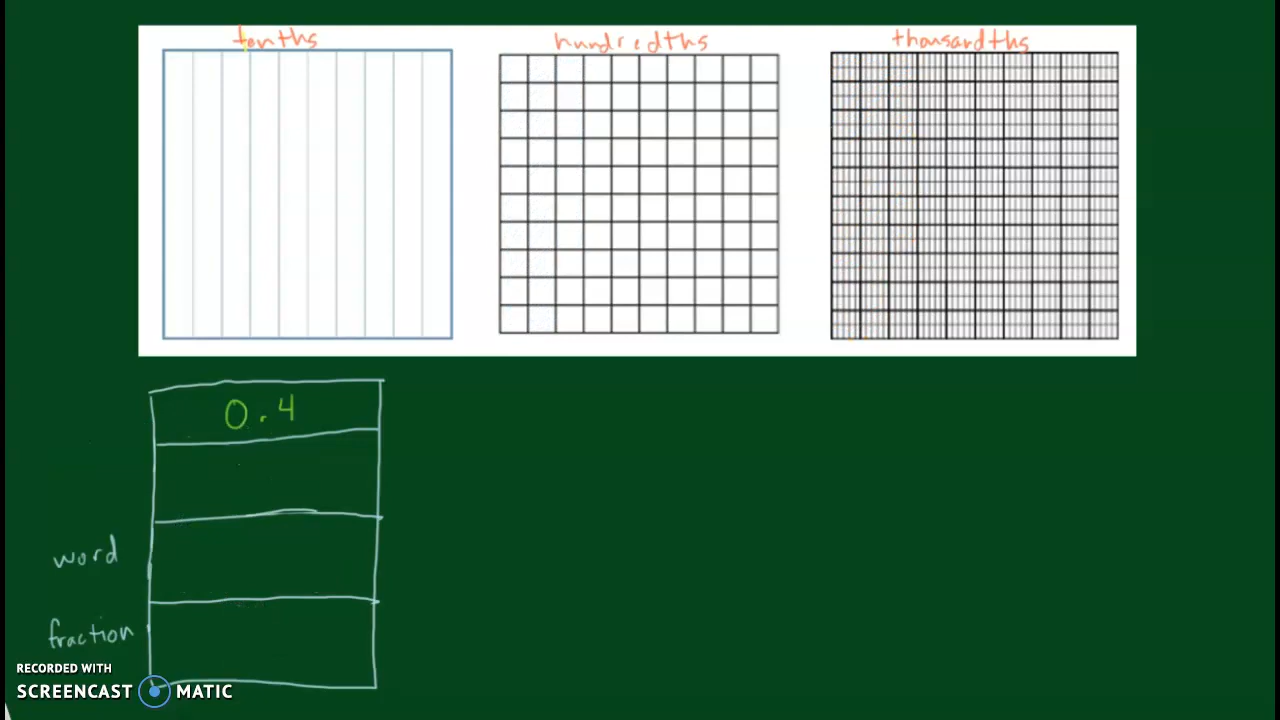 tenths hundredths thousandths
0.4
word
fraction
RECORDED WITH
SCREENCAST MATIC